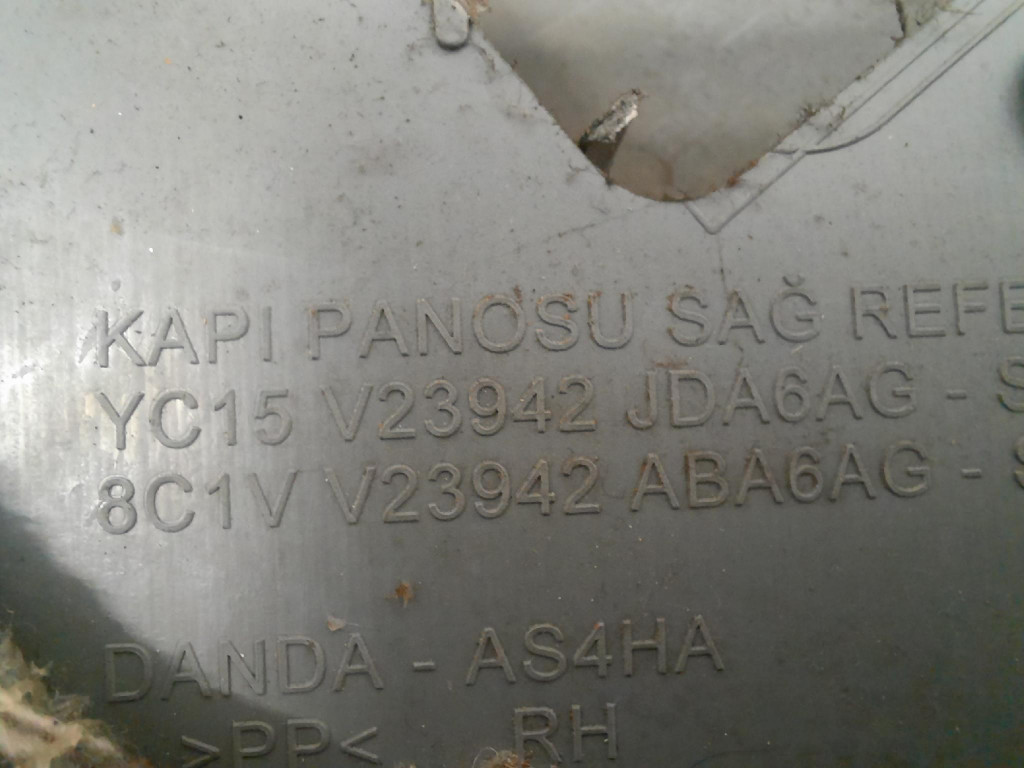 KAPI PANOSU SAĞ REFE
YC15 V23942 JDA6AG - S
8C1V V23942 ABA6AG - S
DANDA - AS4HA
>PP< RH